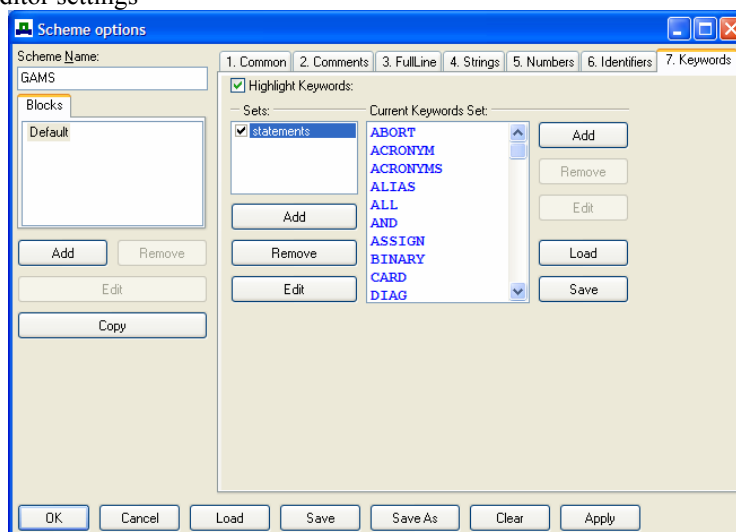 ditor settings
Scheme options
Scheme Name:
GAMS
Blocks
Default
Add Remove
Edit
Copy
1. Common 2. Comments 3. FullLine 4. Strings 5. Numbers 6. Identifiers 7. Keywords
Highlight Keywords:
Sets:
statements
Add
Remove
Edit
Current Keywords Set:
ABORT
ACRONYM
ACRONYMS
ALIAS
ALL
AND
ASSIGN
BINARY
CARD
DIAG
Add
Remove
Edit
Load
Save
OK Cancel Load Save Save As Clear Apply